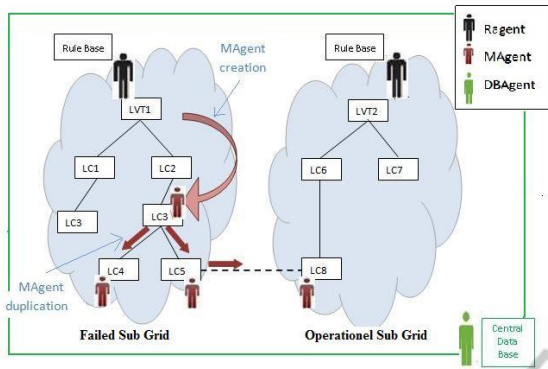 Rule Base
MAgent
creation
Rule Base
Ragent
MAgent
DBAgent
LVT1
LVT2
LC1
LC2
LC6
LC7
LC3
LC3
LC4
LC5
LC8
MAgent
duplication
Failed Sub Grid
Operationel Sub Grid
Central
Data
Base